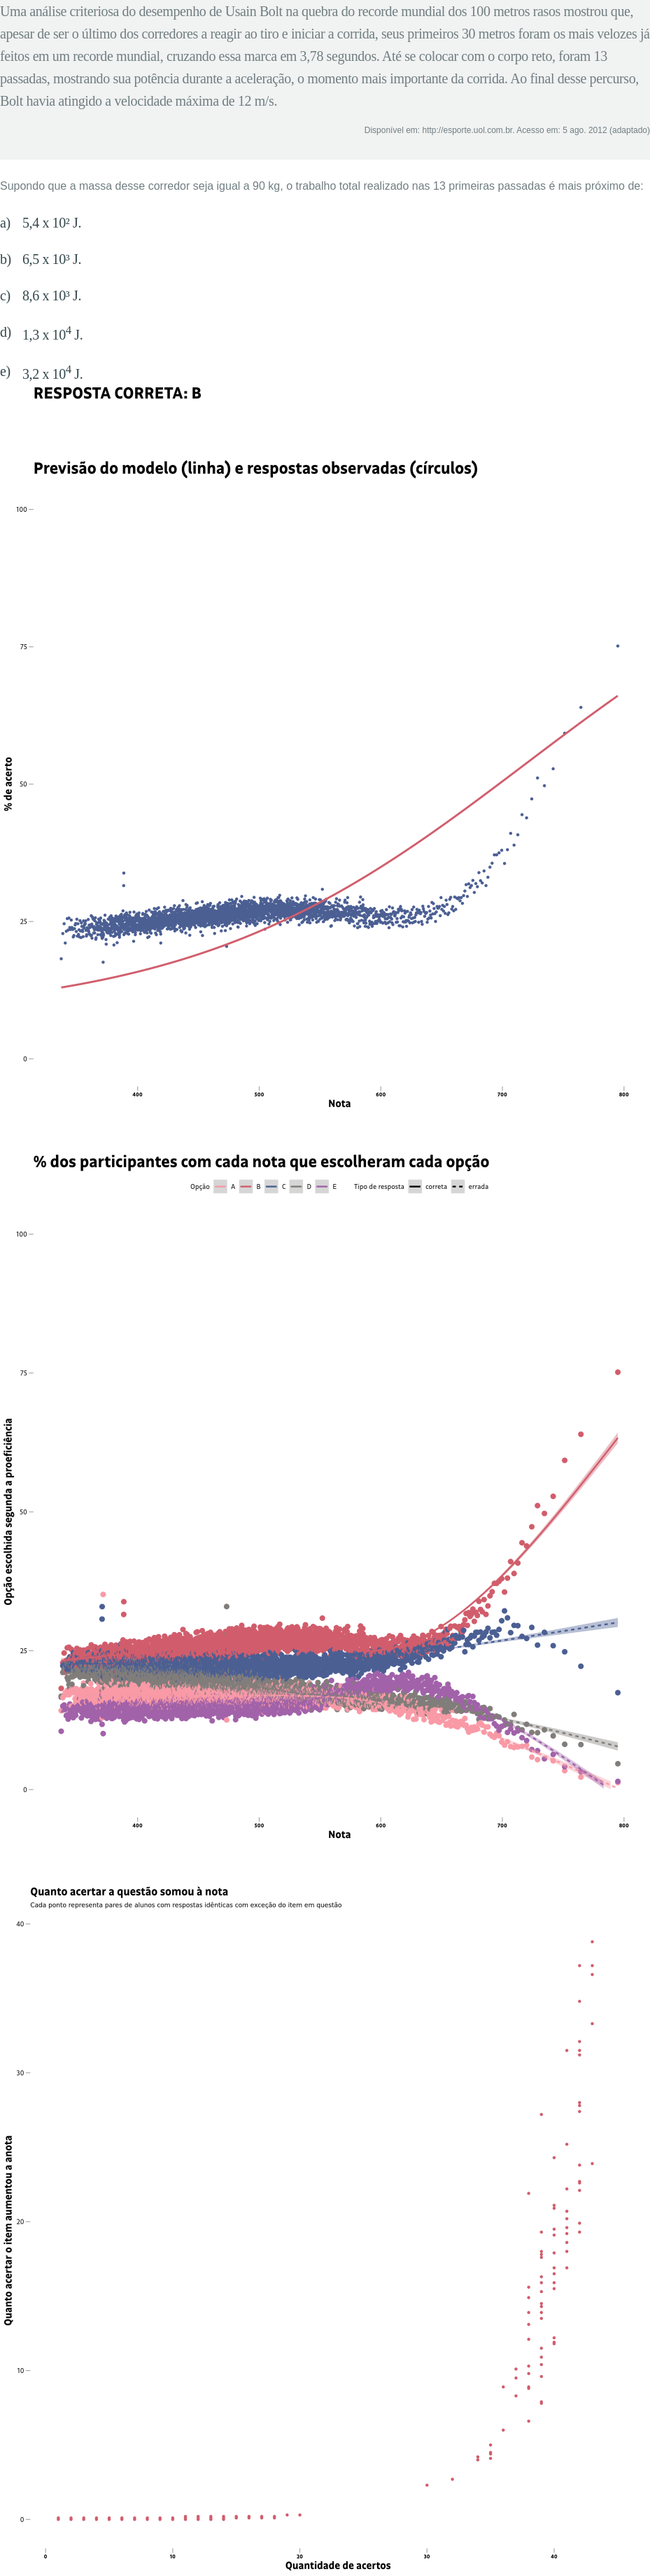 Uma análise criteriosa do desempenho de Usain Bolt na quebra do recorde mundial dos 100 metros rasos mostrou que,
apesar de ser o último dos corredores a reagir ao tiro e iniciar a corrida, seus primeiros 30 metros foram os mais velozes já
feitos em um recorde mundial, cruzando essa marca em 3,78 segundos. Até se colocar com o corpo reto, foram 13
passadas, mostrando sua potência durante a aceleração, o momento mais importante da corrida. Ao final desse percurso,
Bolt havia atingido a velocidade máxima de 12 m/s.
Disponível em: http://esporte.uol.com.br. Acesso em: 5 ago. 2012 (adaptado)
Supondo que a massa desse corredor seja igual a 90 kg, o trabalho total realizado nas 13 primeiras passadas é mais próximo de:
a) 5,4 x 10² J.
b) 6,5 x 10³ J.
c) 8,6 x 10³ J.
d) 1,3 x 10⁴ J.
e) 3,2 x 10⁴ J.
RESPOSTA CORRETA: B
Previsão do modelo (linha) e respostas observadas (círculos)
100
75
50
25
0
% de acerto
400 500 600 700 800
Nota
% dos participantes com cada nota que escolheram cada opção
Opção A B C D E Tipo de resposta correta errada
100
75
50
25
0
Opção escolhida segunda a proeficiência
400 500 600 700 800
Nota
Quanto acertar a questão somou à nota
Cada ponto representa pares de alunos com respostas idênticas com exceção do item em questão
40
30
20
10
0
Quanto acertar o item aumentou a anota
0 10 20 30 40
Quantidade de acertos